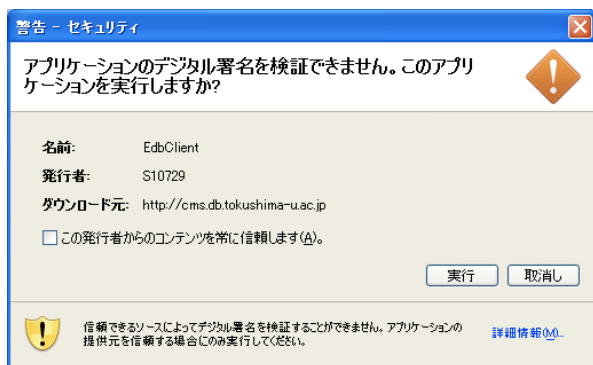 警告 - セキュリティ
アプリケーションのデジタル署名を検証できません。このアプリ
ケーションを実行しますか?
名前: EdbClient
発行者: S10729
ダウンロード元: http://cms.db.tokushima-u.ac.jp
この発行者からのコンテンツを常に信頼します(A)。
実行 取消し
信頼できるソースによってデジタル署名を検証することができません。アプリケーションの
提供元を信頼する場合にのみ実行してください。
詳細情報(M)...